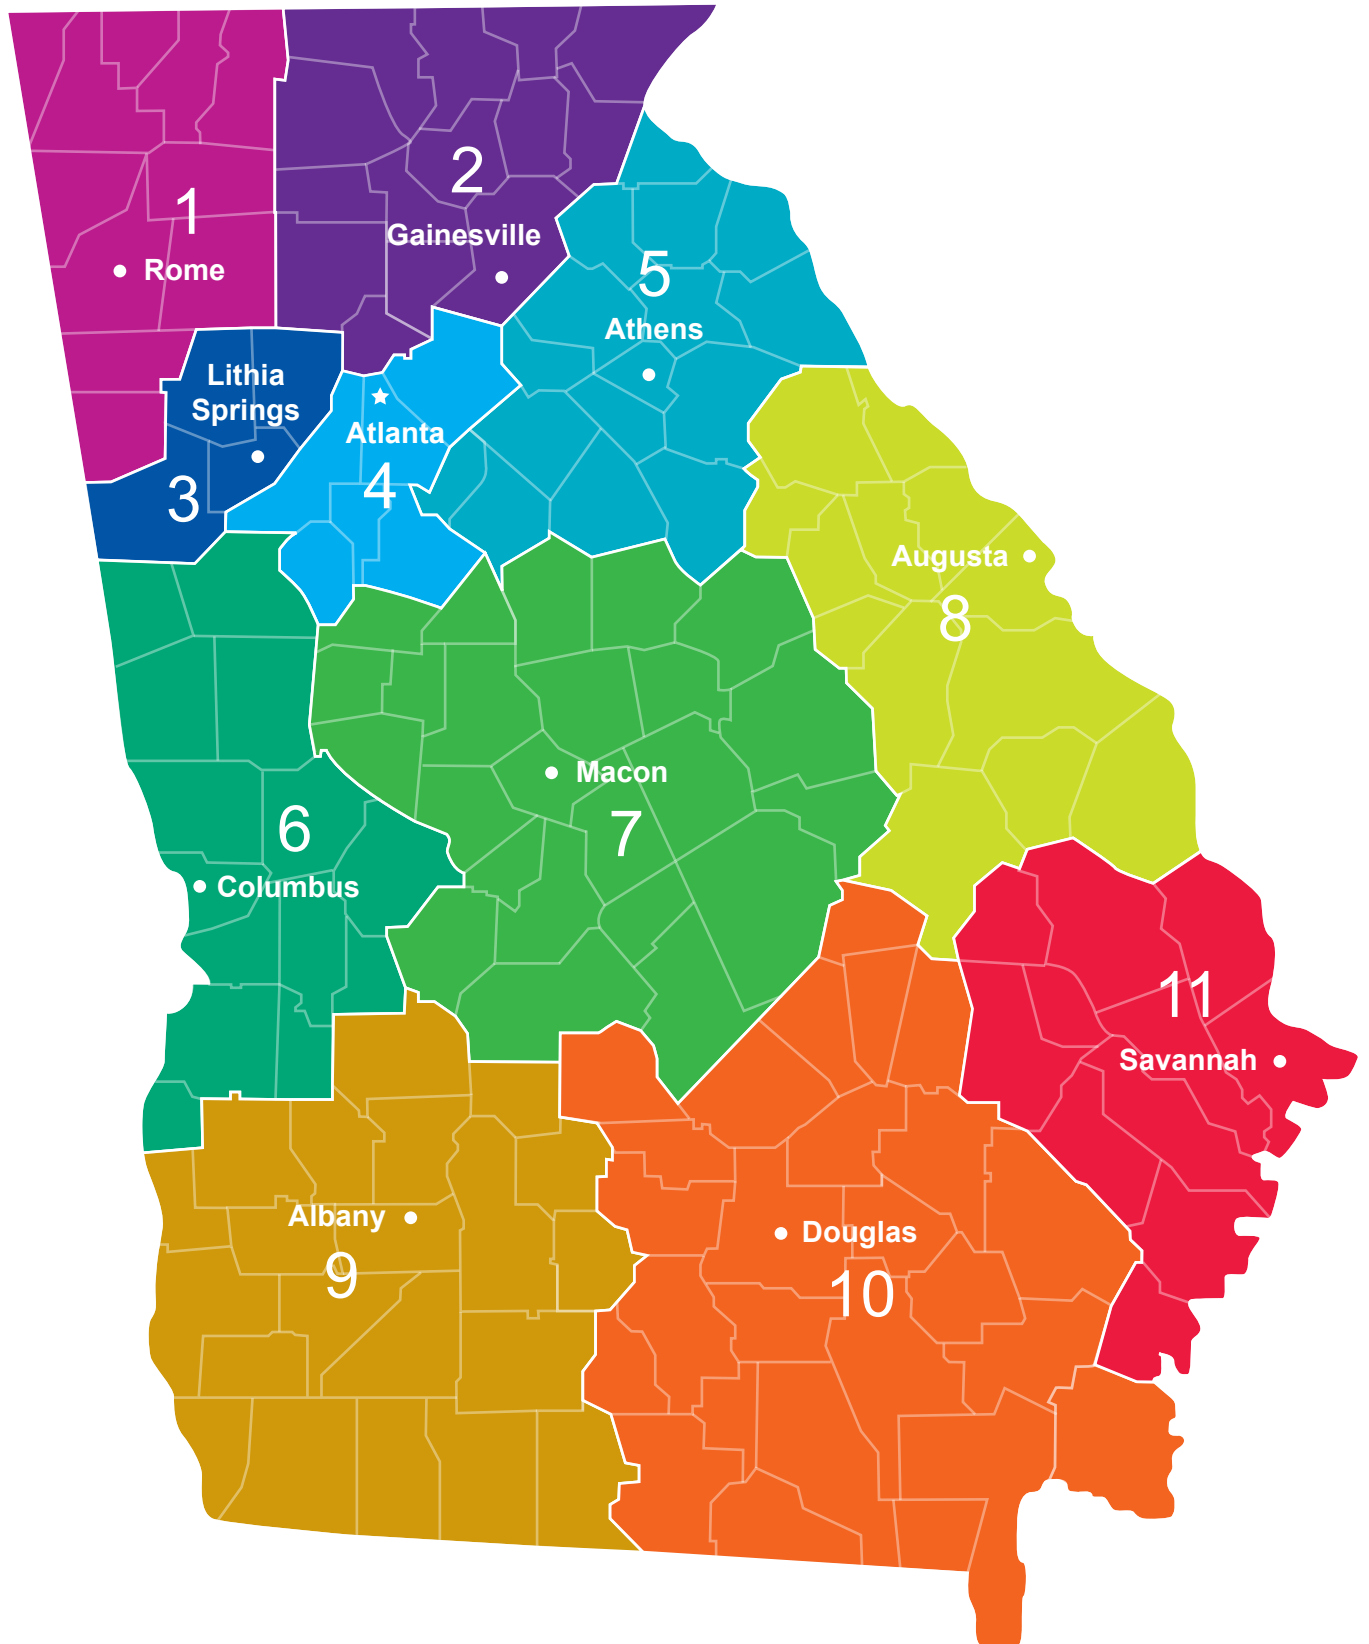 1
Rome
2
Gainesville
Lithia
Springs
3
Atlanta
4
5
Athens
6
Columbus
Macon
7
Augusta
8
Albany
9
Douglas
10
11
Savannah